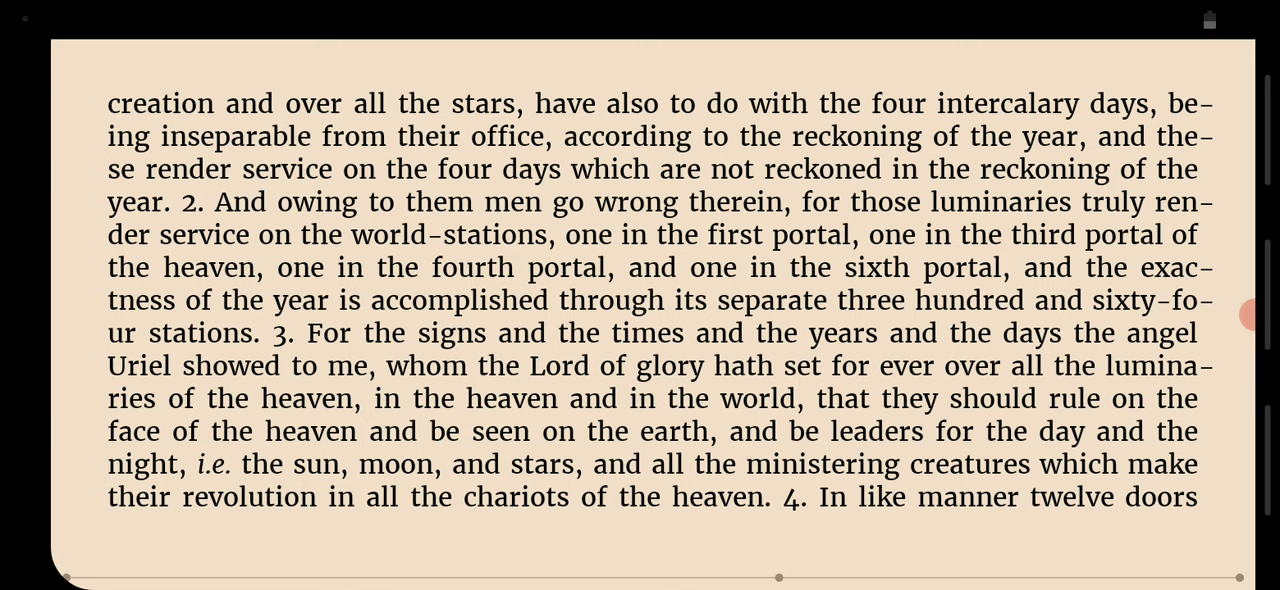 creation and over all the stars, have also to do with the four intercalary days, be-
ing inseparable from their office, according to the reckoning of the year, and the-
se render service on the four days which are not reckoned in the reckoning of the
year. 2. And owing to them men go wrong therein, for those luminaries truly ren-
der service on the world-stations, one in the first portal, one in the third portal of
the heaven, one in the fourth portal, and one in the sixth portal, and the exac-
tness of the year is accomplished through its separate three hundred and sixty-fo-
ur stations. 3. For the signs and the times and the years and the days the angel
Uriel showed to me, whom the Lord of glory hath set for ever over all the lumina-
ries of the heaven, in the heaven and in the world, that they should rule on the
face of the heaven and be seen on the earth, and be leaders for the day and the
night, i.e. the sun, moon, and stars, and all the ministering creatures which make
their revolution in all the chariots of the heaven. 4. In like manner twelve doors